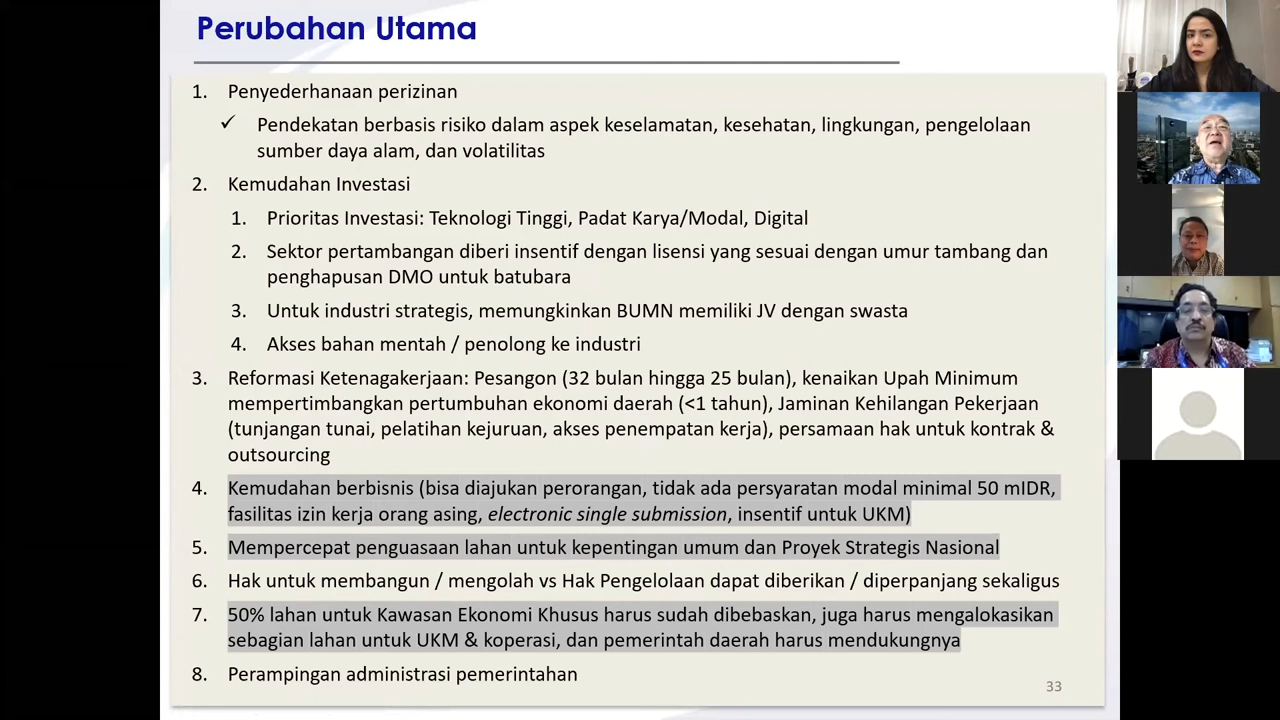 Perubahan Utama
1. Penyederhanaan perizinan
✓ Pendekatan berbasis risiko dalam aspek keselamatan, kesehatan, lingkungan, pengelolaan
sumber daya alam, dan volatilitas
2. Kemudahan Investasi
1. Prioritas Investasi: Teknologi Tinggi, Padat Karya/Modal, Digital
2. Sektor pertambangan diberi insentif dengan lisensi yang sesuai dengan umur tambang dan
penghapusan DMO untuk batubara
3. Untuk industri strategis, memungkinkan BUMN memiliki JV dengan swasta
4. Akses bahan mentah / penolong ke industri
3. Reformasi Ketenagakerjaan: Pesangon (32 bulan hingga 25 bulan), kenaikan Upah Minimum
mempertimbangkan pertumbuhan ekonomi daerah (<1 tahun), Jaminan Kehilangan Pekerjaan
(tunjangan tunai, pelatihan kejuruan, akses penempatan kerja), persamaan hak untuk kontrak &
outsourcing
4. Kemudahan berbisnis (bisa diajukan perorangan, tidak ada persyaratan modal minimal 50 mIDR,
fasilitas izin kerja orang asing, electronic single submission, insentif untuk UKM)
5. Mempercepat penguasaan lahan untuk kepentingan umum dan Proyek Strategis Nasional
6. Hak untuk membangun / mengolah vs Hak Pengelolaan dapat diberikan / diperpanjang sekaligus
7. 50% lahan untuk Kawasan Ekonomi Khusus harus sudah dibebaskan, juga harus mengalokasikan
sebagian lahan untuk UKM & koperasi, dan pemerintah daerah harus mendukungnya
8. Perampingan administrasi pemerintahan
33